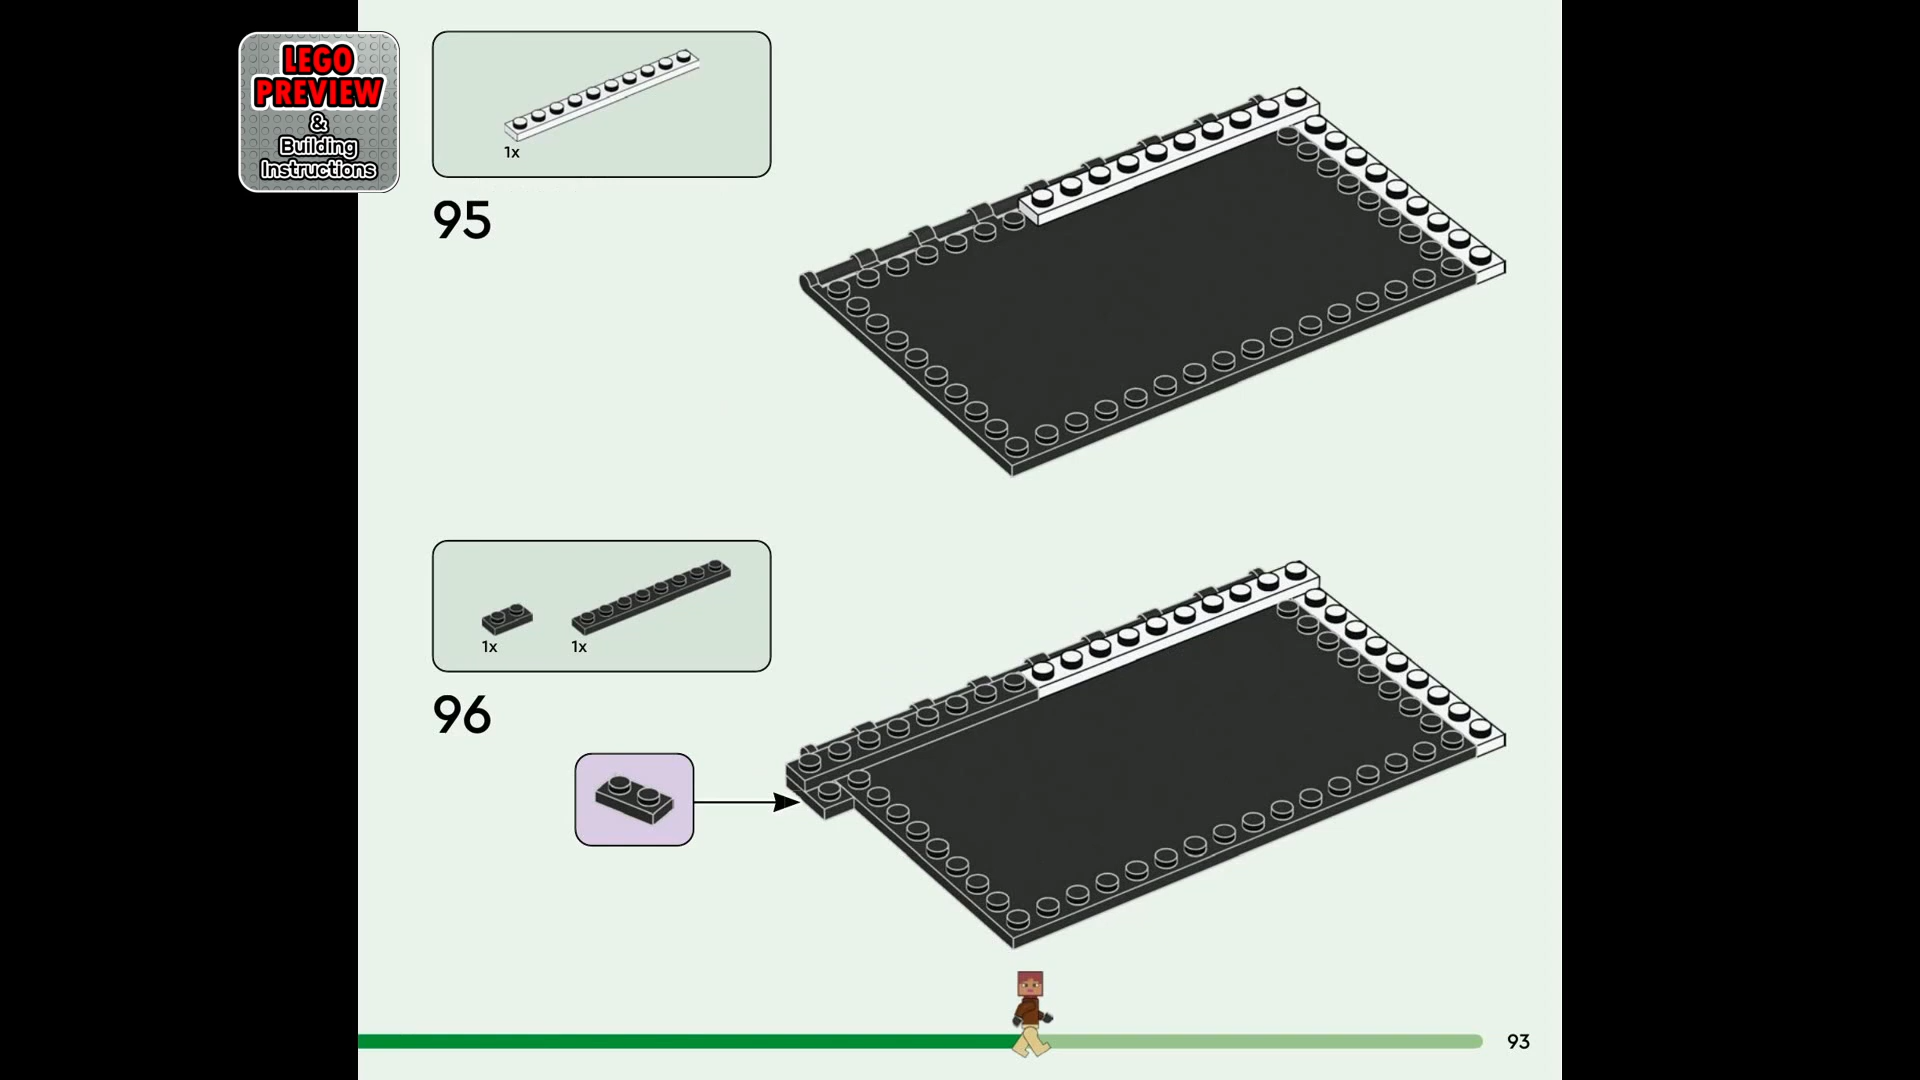 LEGO
PREVIEW
&
Building
Instructions
1x
95
1x 1x
96
93